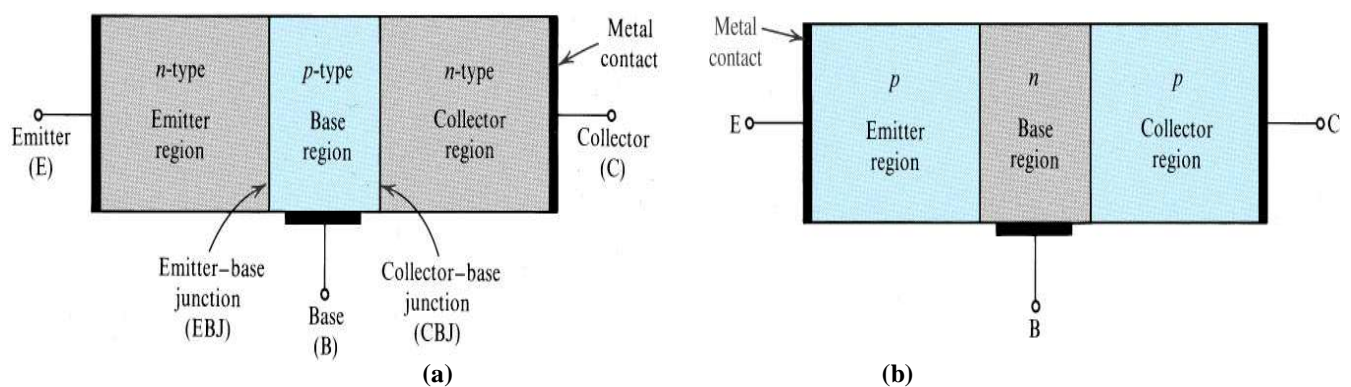 n-type
Emitter
region
p-type
Base
region
n-type
Collector
region
Metal
contact
Emitter
(E)
Collector
(C)
Emitter–base
junction
(EBJ)
Base
(B)
Collector–base
junction
(CBJ)
(a)
Metal
contact
p
Emitter
region
n
Base
region
p
Collector
region
E
C
B
(b)